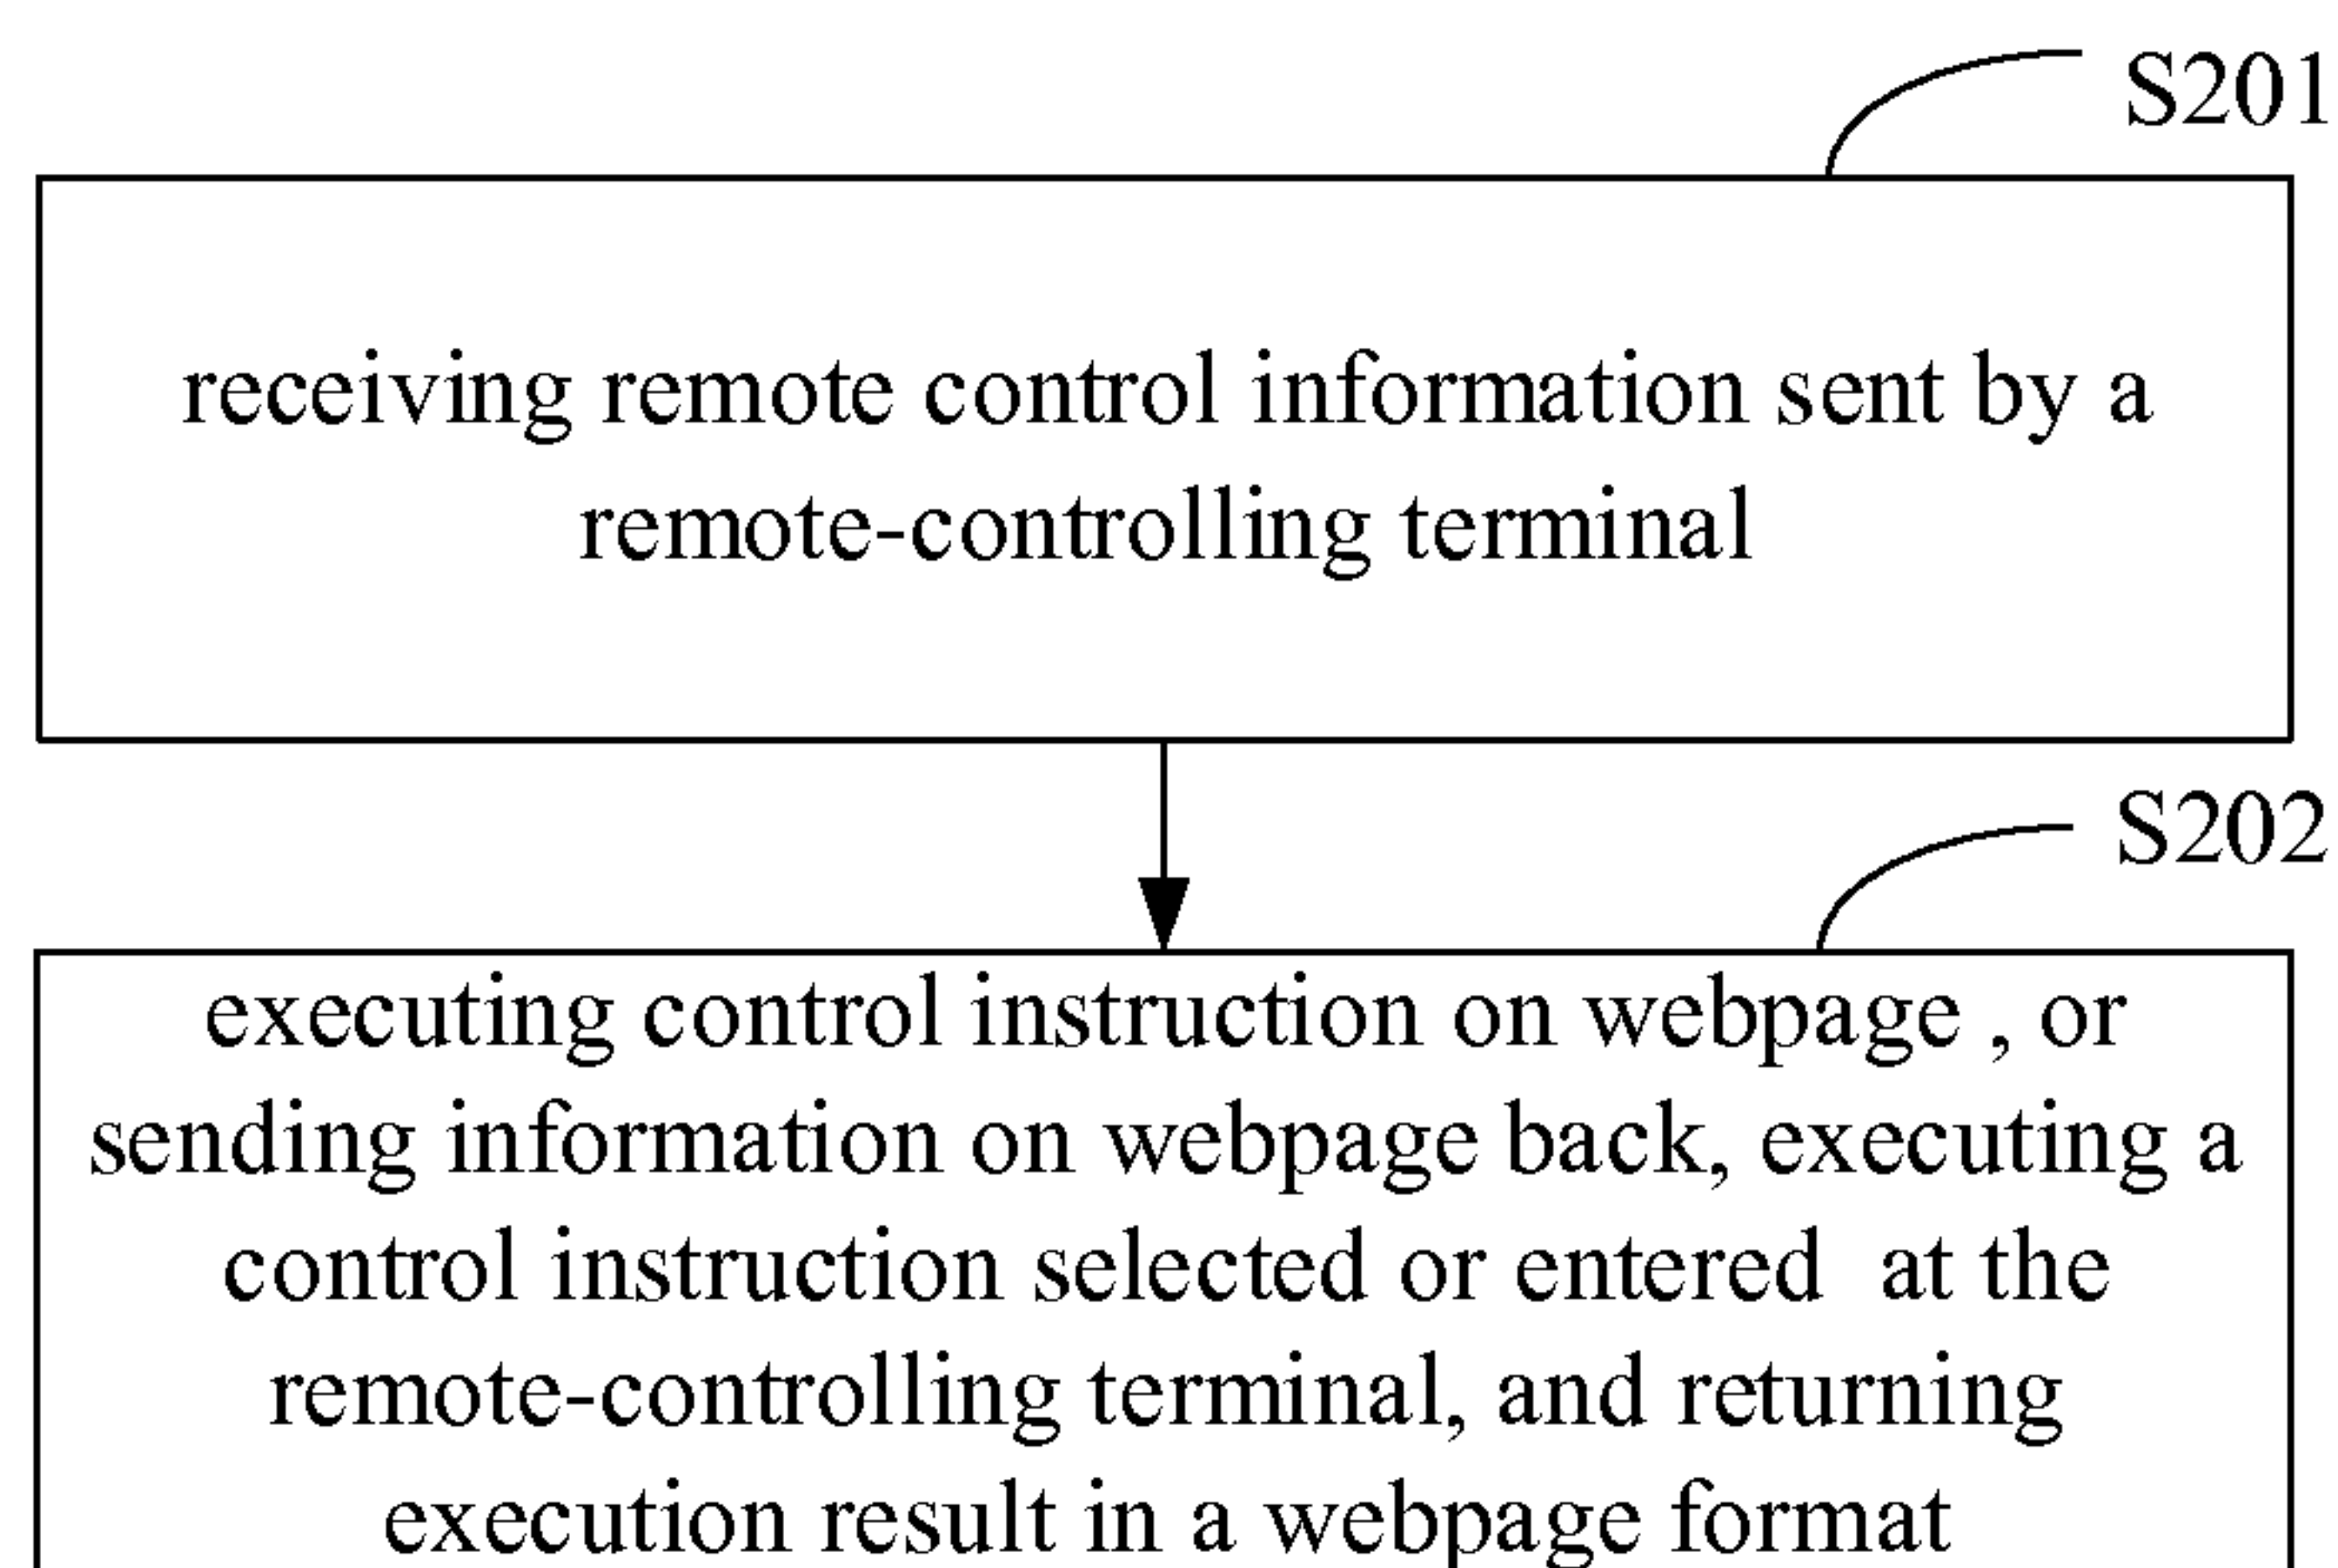 S201
receiving remote control information sent by a
remote-controlling terminal
S202
executing control instruction on webpage , or
sending information on webpage back, executing a
control instruction selected or entered  at the
remote-controlling terminal, and returning
execution result in a webpage format